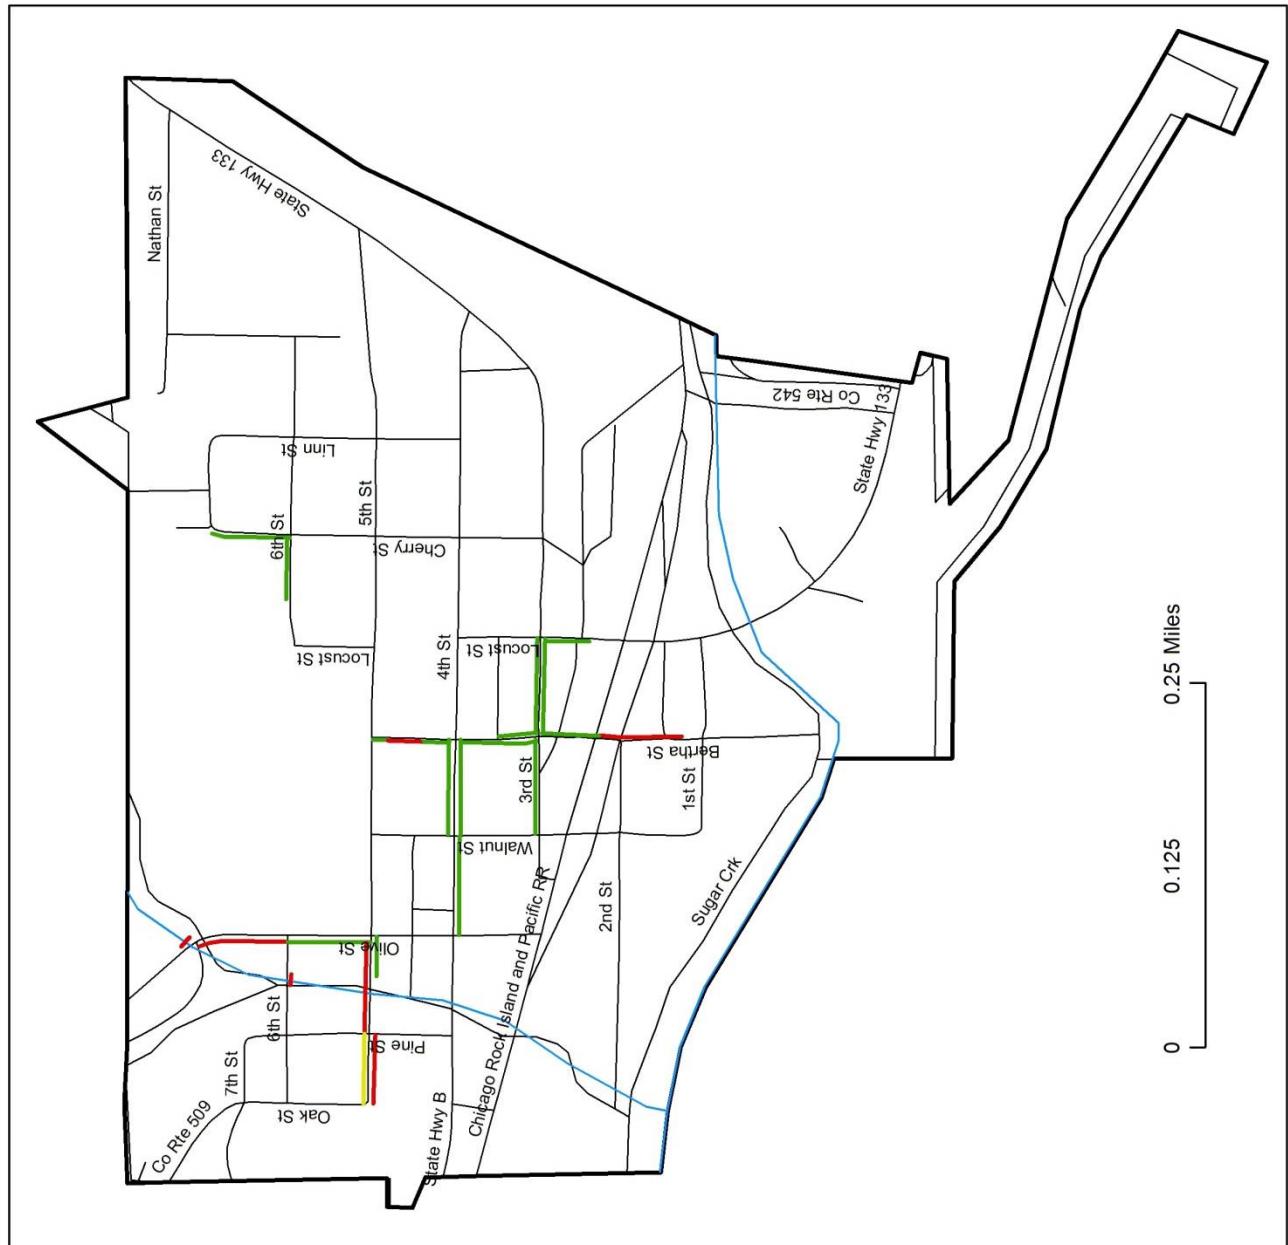 State Hwy 133
Nathan St
Linn St
5th St
6th St
Cherry St
Co Rte 542
State Hwy 133
Locust St
4th St
Locust St
Bertha St
3rd St
1st St
Walnut St
Chicago Rock Island and Pacific RR
2nd St
Sugar Crk
Olive St
6th St
Pine St
7th St
Oak St
Co Rte 509
State Hwy B
0
0.125
0.25 Miles